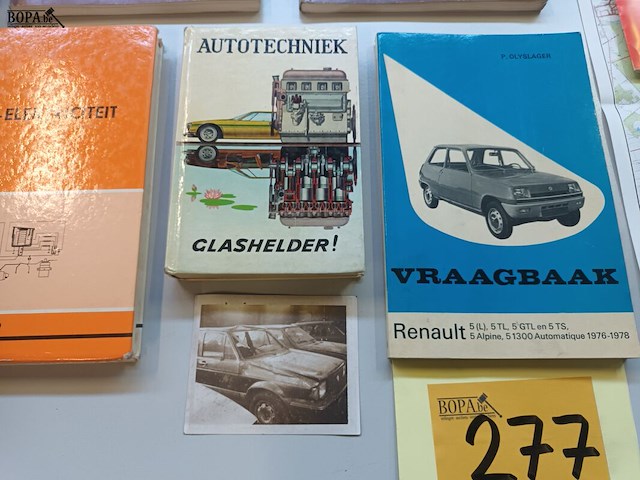 BOPA.be
-ELEKTRICITEIT
AUTOTECHNIEK
GLASHELDER!
P. OLYSLAGER
VRAAGBAAK
Renault 5 (L), 5 TL, 5 GTL en 5 TS,
5 Alpine, 5 1300 Automatique 1976-1978
BOPA.be
277